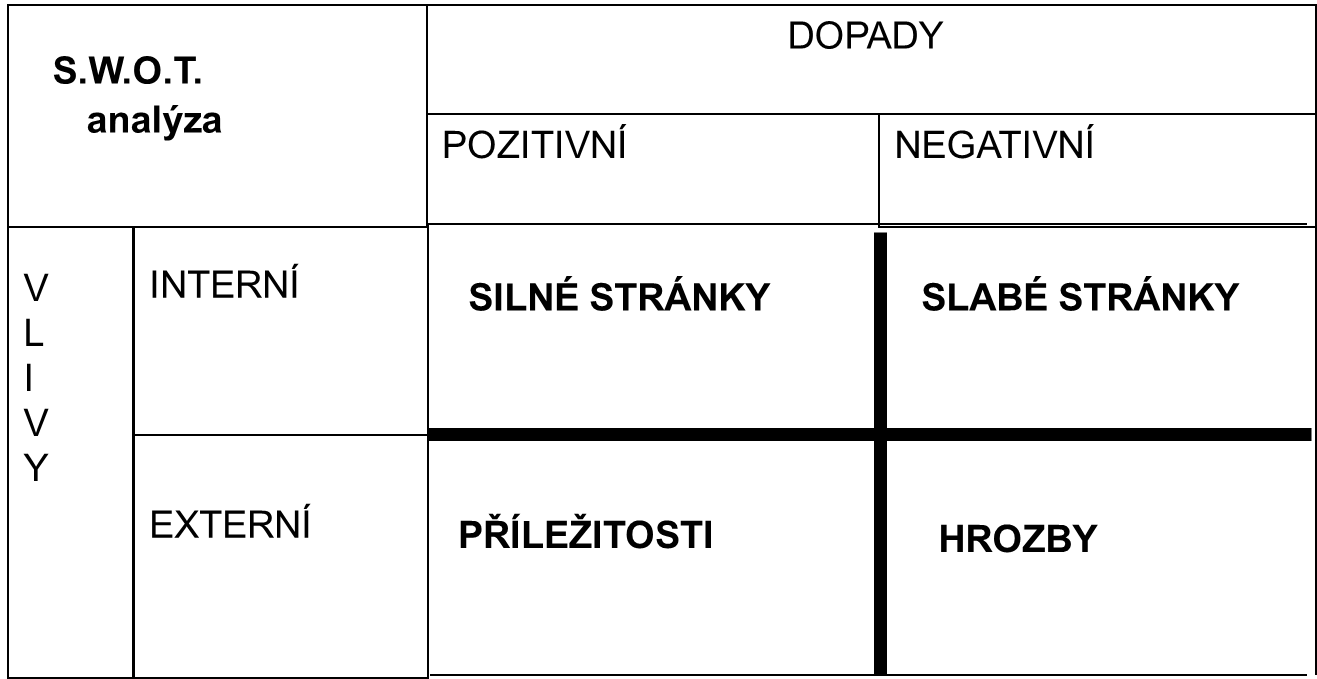 S.W.O.T.
analýza
DOPADY
POZITIVNÍ
NEGATIVNÍ
V
L
I
V
Y
INTERNÍ
SILNÉ STRÁNKY
SLABÉ STRÁNKY
EXTERNÍ
PŘÍLEŽITOSTI
HROZBY